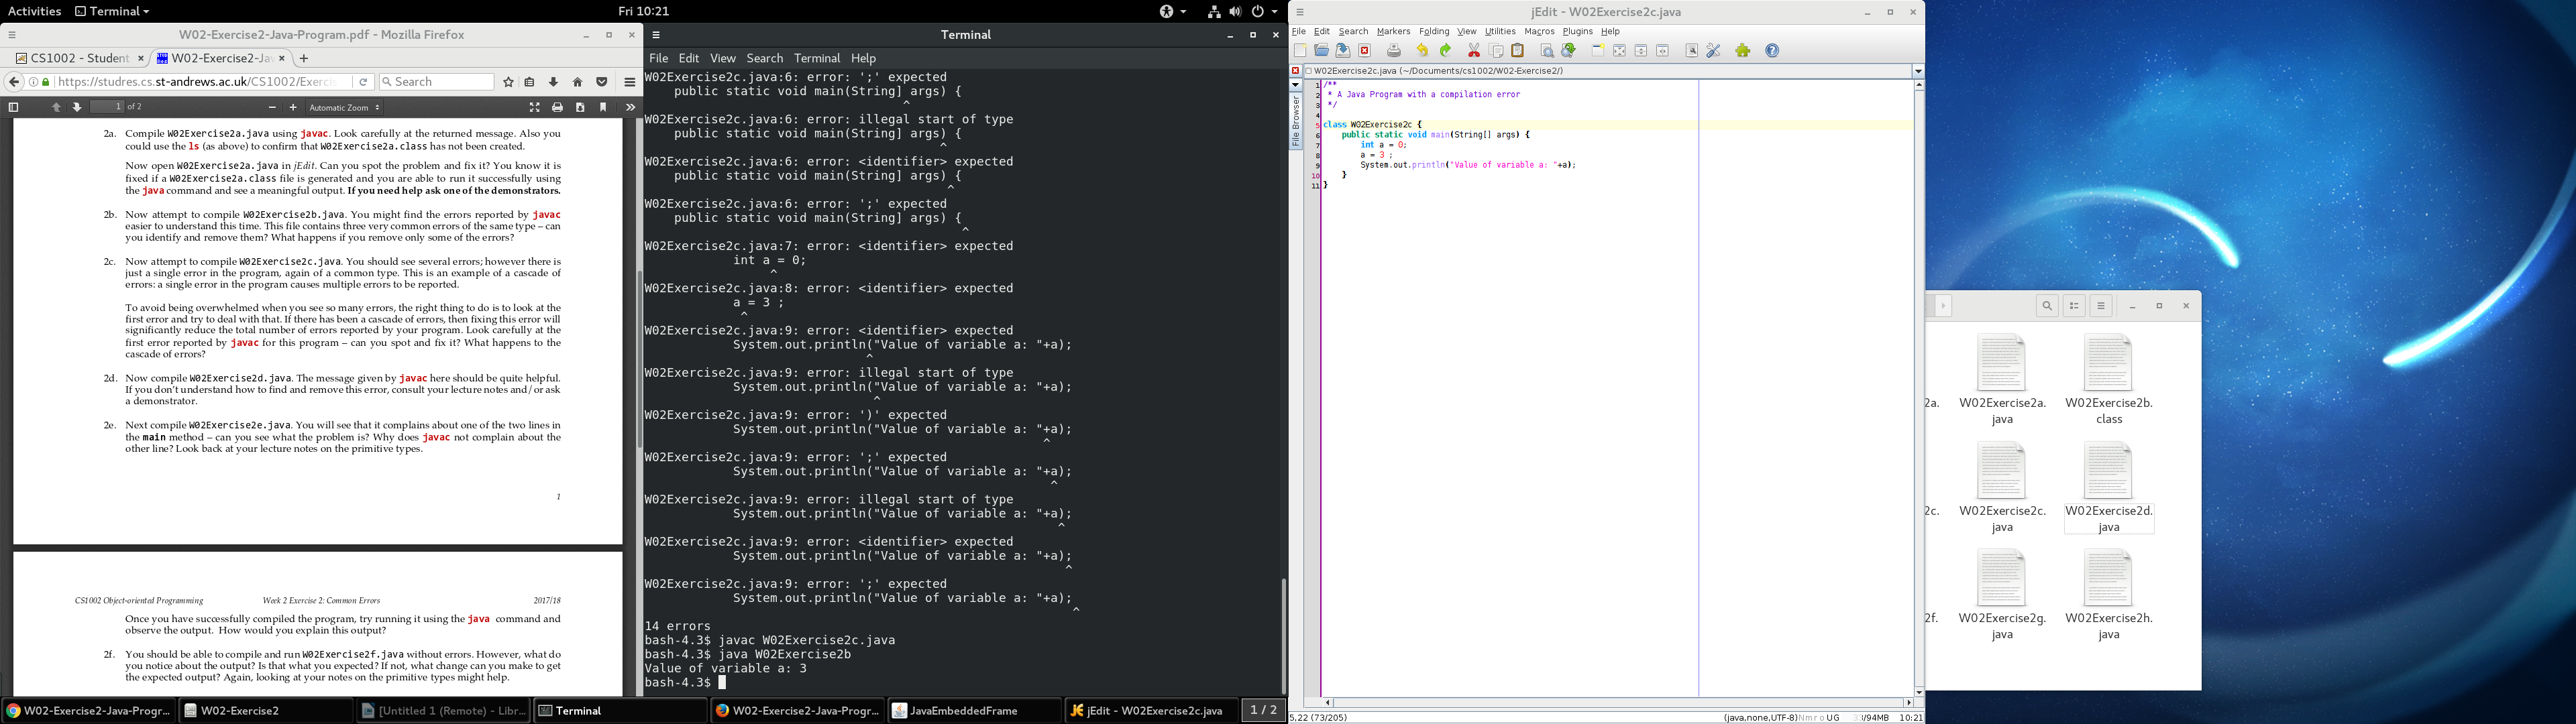 Activities
Terminal
Fri 10:21
W02-Exercise2-Java-Program.pdf - Mozilla Firefox
CS1002 - Student
W02-Exercise2-Jav
https://studres.cs.st-andrews.ac.uk/CS1002/Exerci
Search
1 of 2
Automatic Zoom
2a. Compile W02Exercise2a.java using javac. Look carefully at the returned message. Also you
could use the ls (as above) to confirm that W02Exercise2a.class has not been created.
Now open W02Exercise2a.java in jEdit. Can you spot the problem and fix it? You know it is
fixed if a W02Exercise2a.class file is generated and you are able to run it successfully using
the java command and see a meaningful output. If you need help ask one of the demonstrators.
2b. Now attempt to compile W02Exercise2b.java. You might find the errors reported by javac
easier to understand this time. This file contains three very common errors of the same type – can
you identify and remove them? What happens if you remove only some of the errors?
2c. Now attempt to compile W02Exercise2c.java. You should see several errors; however there is
just a single error in the program, again of a common type. This is an example of a cascade of
errors: a single error in the program causes multiple errors to be reported.
To avoid being overwhelmed when you see so many errors, the right thing to do is to look at the
first error and try to deal with that. If there has been a cascade of errors, then fixing this error will
significantly reduce the total number of errors reported by your program. Look carefully at the
first error reported by javac for this program – can you spot and fix it? What happens to the
cascade of errors?
2d. Now compile W02Exercise2d.java. The message given by javac here should be quite helpful.
If you don't understand how to find and remove this error, consult your lecture notes and/or ask
a demonstrator.
2e. Next compile W02Exercise2e.java. You will see that it complains about one of the two lines in
the main method – can you see what the problem is? Why does javac not complain about the
other line? Look back at your lecture notes on the primitive types.
1
CS1002 Object-oriented Programming Week 2 Exercise 2: Common Errors 2017/18
Once you have successfully compiled the program, try running it using the java command and
observe the output. How would you explain this output?
2f. You should be able to compile and run W02Exercise2f.java without errors. However, what do
you notice about the output? Is that what you expected? If not, what change can you make to get
the expected output? Again, looking at your notes on the primitive types might help.
Terminal
File Edit View Search Terminal Help
W02Exercise2c.java:6: error: ';' expected
public static void main(String] args) {
^
W02Exercise2c.java:6: error: illegal start of type
public static void main(String] args) {
^
W02Exercise2c.java:6: error: <identifier> expected
public static void main(String] args) {
^
W02Exercise2c.java:6: error: ';' expected
public static void main(String] args) {
^
W02Exercise2c.java:7: error: <identifier> expected
int a = 0;
^
W02Exercise2c.java:8: error: <identifier> expected
a = 3 ;
^
W02Exercise2c.java:9: error: <identifier> expected
System.out.println("Value of variable a: "+a);
^
W02Exercise2c.java:9: error: illegal start of type
System.out.println("Value of variable a: "+a);
^
W02Exercise2c.java:9: error: ')' expected
System.out.println("Value of variable a: "+a);
^
W02Exercise2c.java:9: error: ';' expected
System.out.println("Value of variable a: "+a);
^
W02Exercise2c.java:9: error: illegal start of type
System.out.println("Value of variable a: "+a);
^
W02Exercise2c.java:9: error: <identifier> expected
System.out.println("Value of variable a: "+a);
^
W02Exercise2c.java:9: error: ';' expected
System.out.println("Value of variable a: "+a);
^
14 errors
bash-4.3$ javac W02Exercise2c.java
bash-4.3$ java W02Exercise2b
Value of variable a: 3
bash-4.3$
jEdit - W02Exercise2c.java
File Edit Search Markers Folding View Utilities Macros Plugins Help
W02Exercise2c.java (~/Documents/cs1002/W02-Exercise2/)
File Browser
1 /**
2 * A Java Program with a compilation error
3 */
4
5 class W02Exercise2c {
6 public static void main(String[] args) {
7 int a = 0;
8 a = 3 ;
9 System.out.println("Value of variable a: "+a);
10 }
11 }
5,22 (73/205)
(java,none,UTF-8) N m r o UG
/94MB 10:21
2a.
W02Exercise2a.
java
W02Exercise2b.
class
2c.
W02Exercise2c.
java
W02Exercise2d.
java
2f.
W02Exercise2g.
java
W02Exercise2h.
java
W02-Exercise2-Java-Progr...
W02-Exercise2
[Untitled 1 (Remote) - Libr...
Terminal
W02-Exercise2-Java-Progr...
JavaEmbeddedFrame
jEdit - W02Exercise2c.java
1 / 2